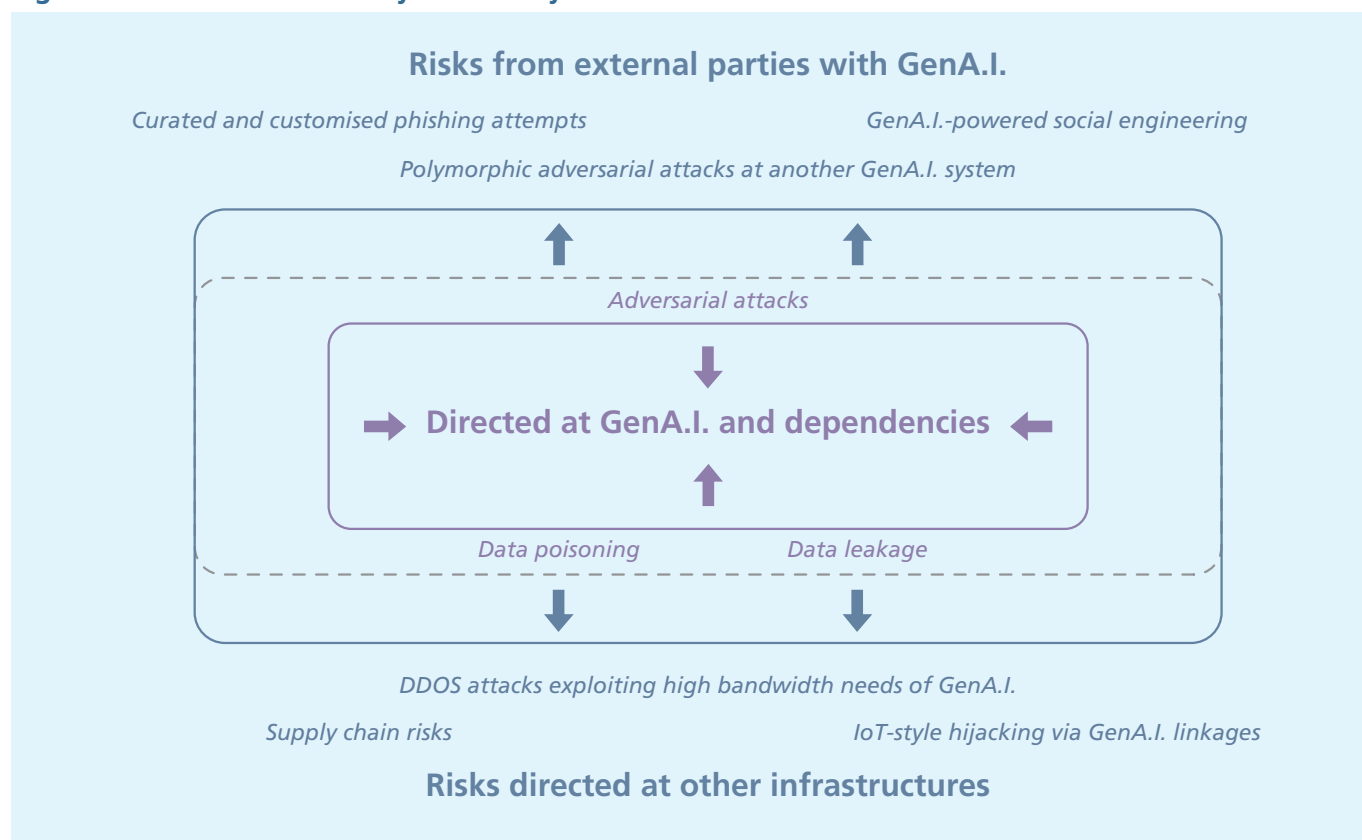 Risks from external parties with GenA.I.
Curated and customised phishing attempts
GenA.I.-powered social engineering
Polymorphic adversarial attacks at another GenA.I. system
Adversarial attacks
Directed at GenA.I. and dependencies
Data poisoning
Data leakage
DDOS attacks exploiting high bandwidth needs of GenA.I.
Supply chain risks
IoT-style hijacking via GenA.I. linkages
Risks directed at other infrastructures